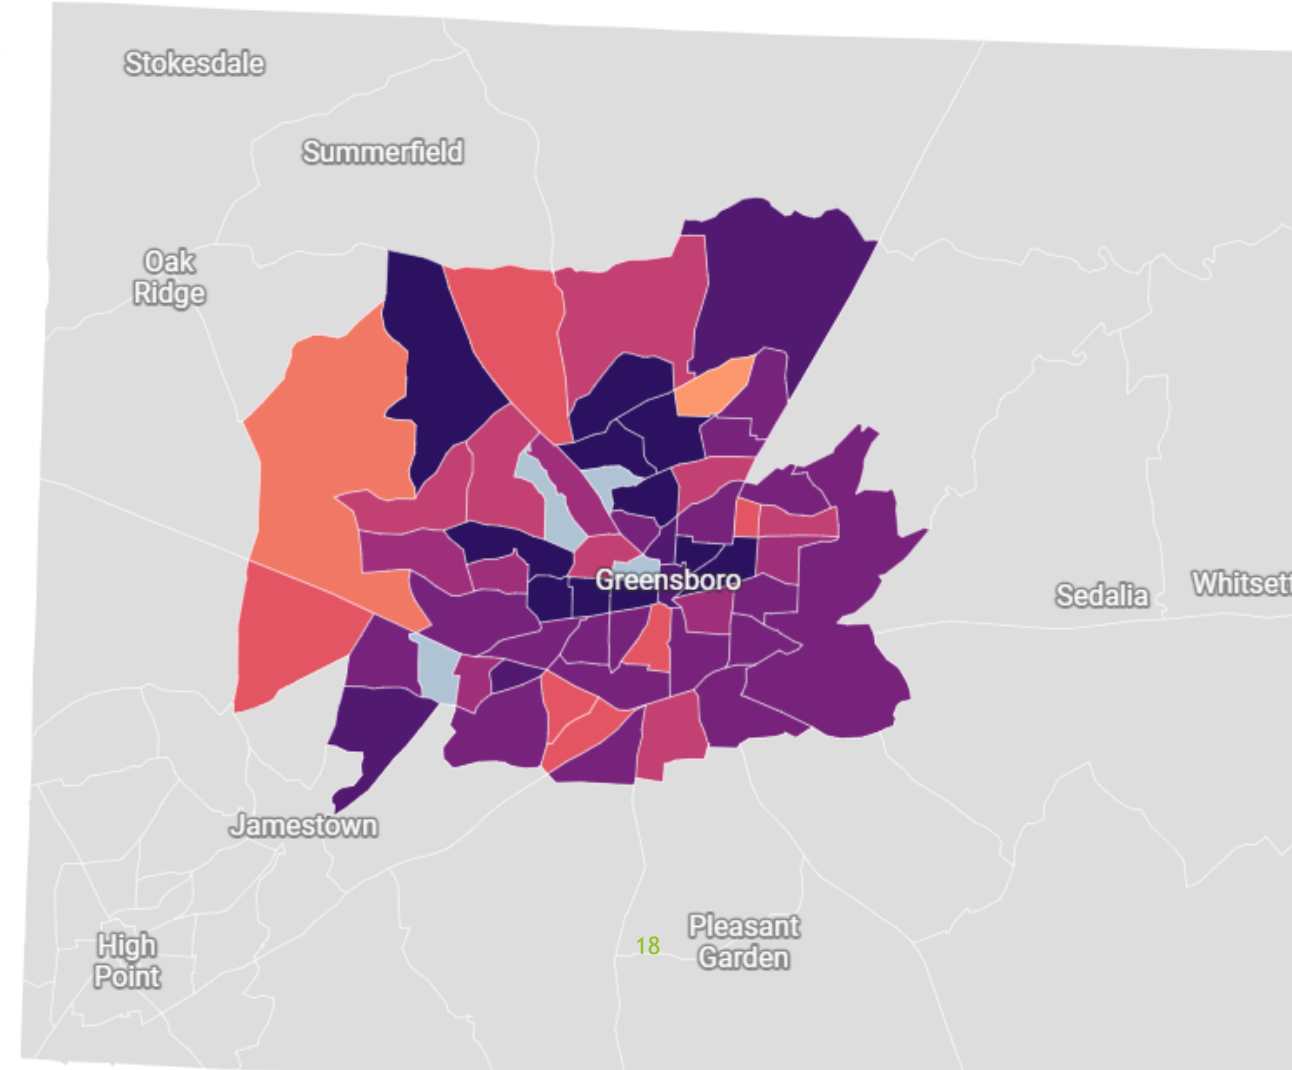 Stokesdale
Summerfield
Oak
Ridge
Greensboro
Sedalia
Whitsett
Jamestown
18
Pleasant
Garden
High
Point